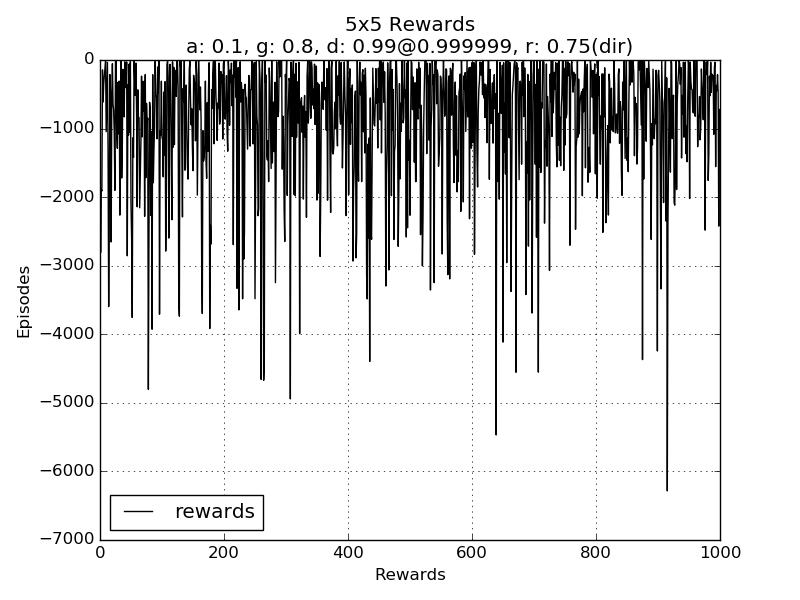 5x5 Rewards
a: 0.1, g: 0.8, d: 0.99@0.999999, r: 0.75(dir)
0
−1000
−2000
−3000
−4000
−5000
−6000
−7000
Episodes
rewards
0 200 400 600 800 1000
Rewards